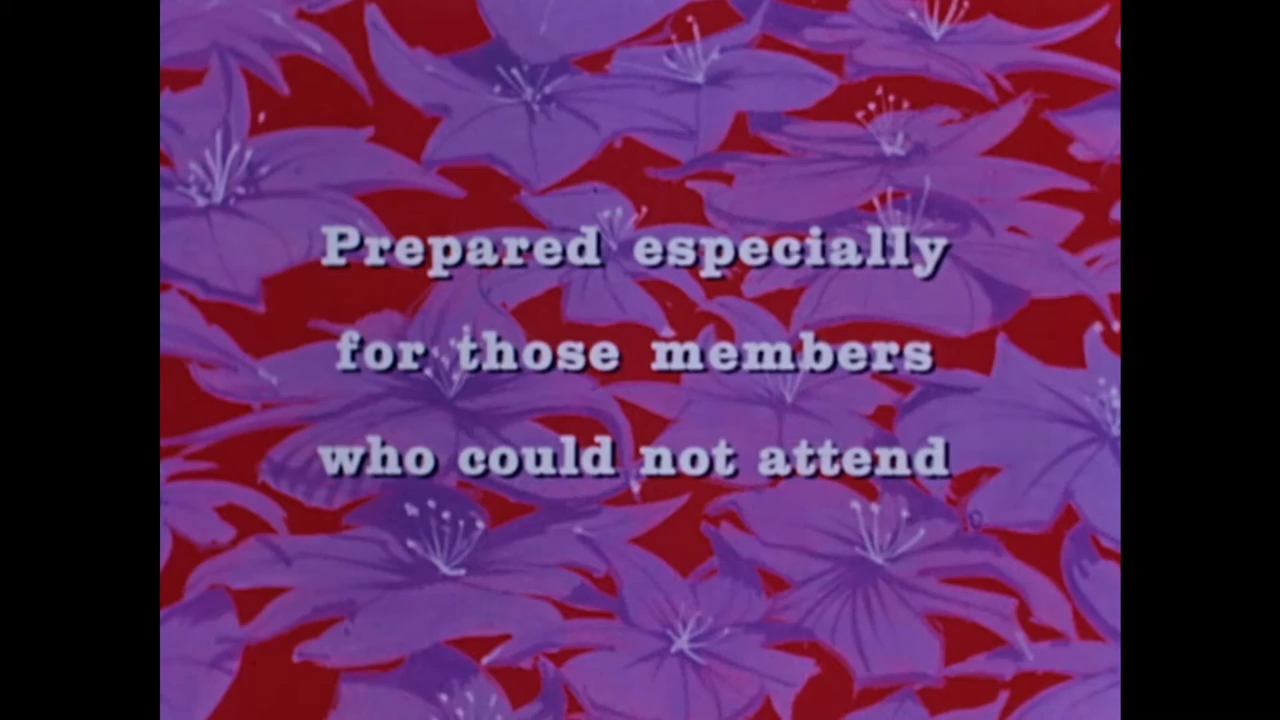 Prepared especially
for those members
who could not attend